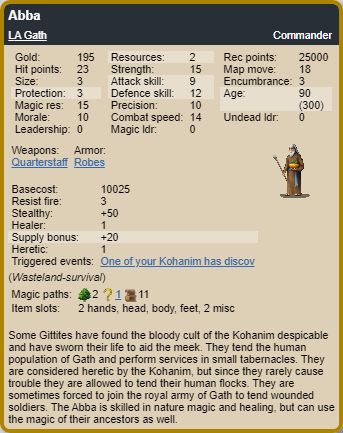 Abba
LA Gath Commander
Gold: 195 Resources: 2 Rec points: 25000
Hit points: 23 Strength: 15 Map move: 18
Size: 3 Attack skill: 9 Encumbrance: 3
Protection: 3 Defence skill: 12 Age: 90
Magic res: 15 Precision: 10 (300)
Morale: 10 Combat speed: 14 Undead ldr: 0
Leadership: 0 Magic ldr: 0
Weapons: Armor:
Quarterstaff Robes
Basecost: 10025
Resist fire: 3
Stealthy: +50
Healer: 1
Supply bonus: +20
Heretic: 1
Triggered events: One of your Kohanim has discov
(Wasteland-survival)
Magic paths: 2 ? 1 11
Item slots: 2 hands, head, body, feet, 2 misc
Some Gittites have found the bloody cult of the Kohanim despicable
and have sworn their life to aid the meek. They tend the human
population of Gath and perform services in small tabernacles. They
are considered heretic by the Kohanim, but since they rarely cause
trouble they are allowed to tend their human flocks. They are
sometimes forced to join the royal army of Gath to tend wounded
soldiers. The Abba is skilled in nature magic and healing, but can use
the magic of their ancestors as well.